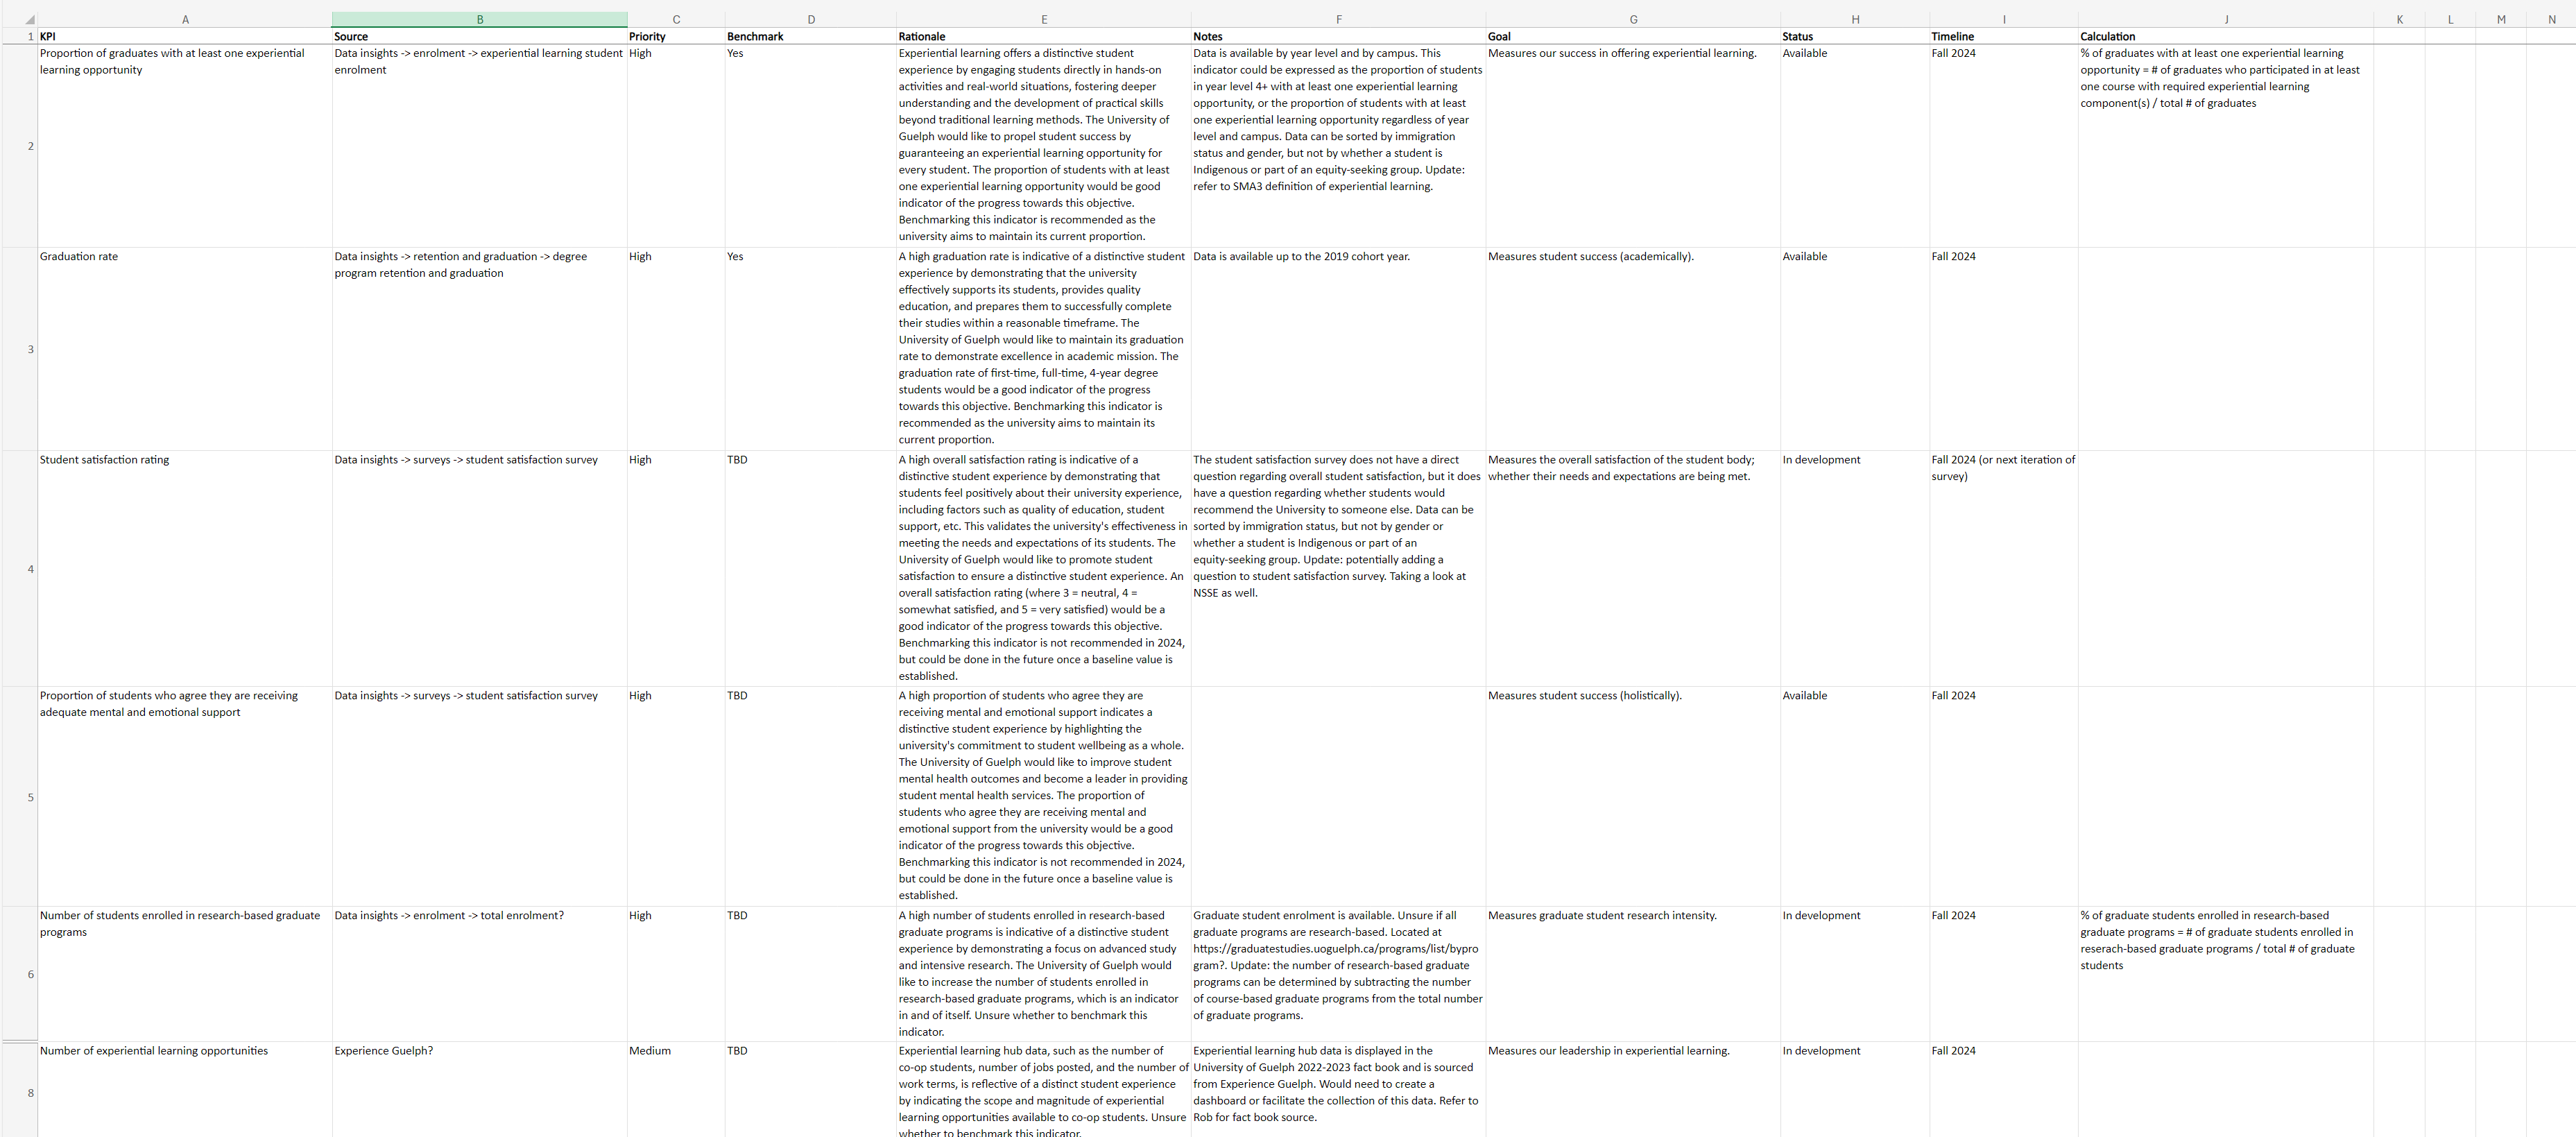 A B C D E F G H I J K L M N
1 KPI Source Priority Benchmark Rationale Notes Goal Status Timeline Calculation
2
Proportion of graduates with at least one experiential
learning opportunity
Data insights -> enrolment -> experiential learning student
enrolment
High
Yes
Experiential learning offers a distinctive student
experience by engaging students directly in hands-on
activities and real-world situations, fostering deeper
understanding and the development of practical skills
beyond traditional learning methods. The University of
Guelph would like to propel student success by
guaranteeing an experiential learning opportunity for
every student. The proportion of students with at least
one experiential learning opportunity would be good
indicator of the progress towards this objective.
Benchmarking this indicator is recommended as the
university aims to maintain its current proportion.
Data is available by year level and by campus. This
indicator could be expressed as the proportion of students
in year level 4+ with at least one experiential learning
opportunity, or the proportion of students with at least
one experiential learning opportunity regardless of year
level and campus. Data can be sorted by immigration
status and gender, but not by whether a student is
Indigenous or part of an equity-seeking group. Update:
refer to SMA3 definition of experiential learning.
Measures our success in offering experiential learning.
Available
Fall 2024
% of graduates with at least one experiential learning
opportunity = # of graduates who participated in at least
one course with required experiential learning
component(s) / total # of graduates
3
Graduation rate
Data insights -> retention and graduation -> degree
program retention and graduation
High
Yes
A high graduation rate is indicative of a distinctive student
experience by demonstrating that the university
effectively supports its students, provides quality
education, and prepares them to successfully complete
their studies within a reasonable timeframe. The
University of Guelph would like to maintain its graduation
rate to demonstrate excellence in academic mission. The
graduation rate of first-time, full-time, 4-year degree
students would be a good indicator of the progress
towards this objective. Benchmarking this indicator is
recommended as the university aims to maintain its
current proportion.
Data is available up to the 2019 cohort year.
Measures student success (academically).
Available
Fall 2024
4
Student satisfaction rating
Data insights -> surveys -> student satisfaction survey
High
TBD
A high overall satisfaction rating is indicative of a
distinctive student experience by demonstrating that
students feel positively about their university experience,
including factors such as quality of education, student
support, etc. This validates the university's effectiveness in
meeting the needs and expectations of its students. The
University of Guelph would like to promote student
satisfaction to ensure a distinctive student experience. An
overall satisfaction rating (where 3 = neutral, 4 =
somewhat satisfied, and 5 = very satisfied) would be a
good indicator of the progress towards this objective.
Benchmarking this indicator is not recommended in 2024,
but could be done in the future once a baseline value is
established.
The student satisfaction survey does not have a direct
question regarding overall student satisfaction, but it does
have a question regarding whether students would
recommend the University to someone else. Data can be
sorted by immigration status, but not by gender or
whether a student is Indigenous or part of an
equity-seeking group. Update: potentially adding a
question to student satisfaction survey. Taking a look at
NSSE as well.
Measures the overall satisfaction of the student body;
whether their needs and expectations are being met.
In development
Fall 2024 (or next iteration of
survey)
5
Proportion of students who agree they are receiving
adequate mental and emotional support
Data insights -> surveys -> student satisfaction survey
High
TBD
A high proportion of students who agree they are
receiving mental and emotional support indicates a
distinctive student experience by highlighting the
university's commitment to student wellbeing as a whole.
The University of Guelph would like to improve student
mental health outcomes and become a leader in providing
student mental health services. The proportion of
students who agree they are receiving mental and
emotional support from the university would be a good
indicator of the progress towards this objective.
Benchmarking this indicator is not recommended in 2024,
but could be done in the future once a baseline value is
established.
Measures student success (holistically).
Available
Fall 2024
6
Number of students enrolled in research-based graduate
programs
Data insights -> enrolment -> total enrolment?
High
TBD
A high number of students enrolled in research-based
graduate programs is indicative of a distinctive student
experience by demonstrating a focus on advanced study
and intensive research. The University of Guelph would
like to increase the number of students enrolled in
research-based graduate programs, which is an indicator
in and of itself. Unsure whether to benchmark this
indicator.
Graduate student enrolment is available. Unsure if all
graduate programs are research-based. Located at
https://graduatestudies.uoguelph.ca/programs/list/bypro
gram?. Update: the number of research-based graduate
programs can be determined by subtracting the number
of course-based graduate programs from the total number
of graduate programs.
Measures graduate student research intensity.
In development
Fall 2024
% of graduate students enrolled in research-based
graduate programs = # of graduate students enrolled in
reserach-based graduate programs / total # of graduate
students
8
Number of experiential learning opportunities
Experience Guelph?
Medium
TBD
Experiential learning hub data, such as the number of
co-op students, number of jobs posted, and the number of
work terms, is reflective of a distinct student experience
by indicating the scope and magnitude of experiential
learning opportunities available to co-op students. Unsure
whether to benchmark this indicator.
Experiential learning hub data is displayed in the
University of Guelph 2022-2023 fact book and is sourced
from Experience Guelph. Would need to create a
dashboard or facilitate the collection of this data. Refer to
Rob for fact book source.
Measures our leadership in experiential learning.
In development
Fall 2024